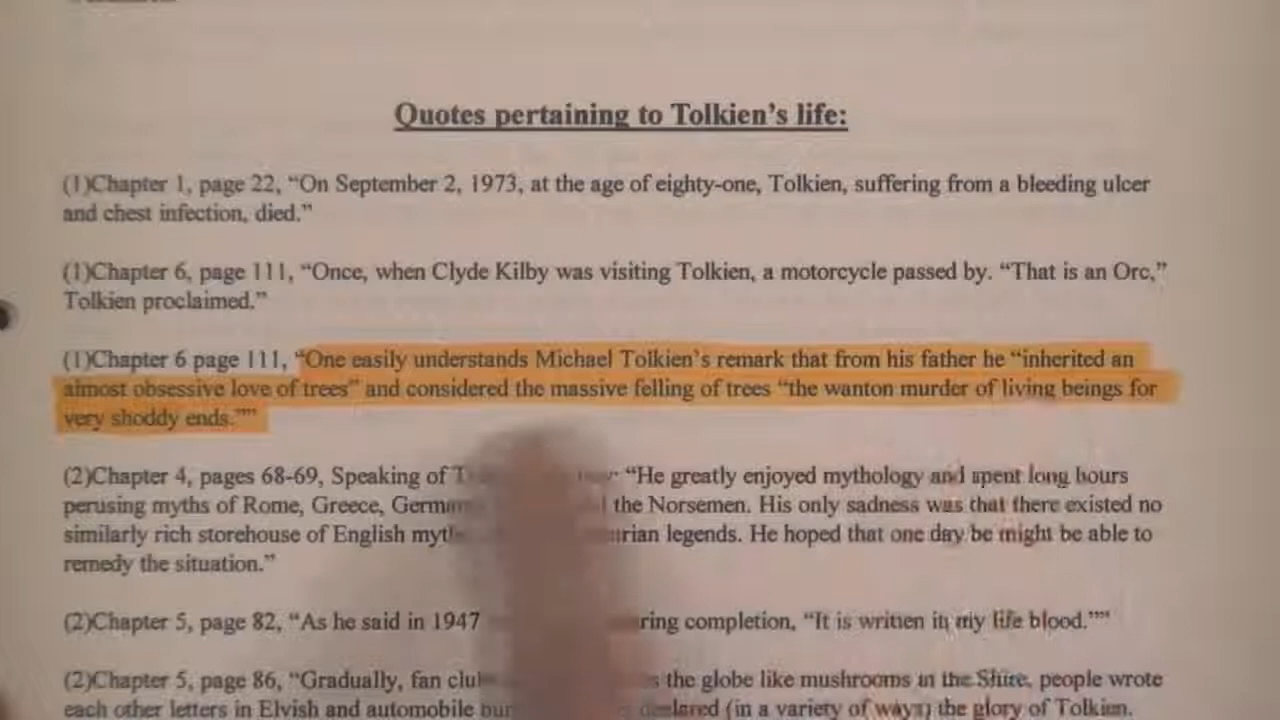 Quotes pertaining to Tolkien's life:
(1)Chapter 1, page 22, “On September 2, 1973, at the age of eighty-one, Tolkien, suffering from a bleeding ulcer
and chest infection, died.”
(1)Chapter 6, page 111, “Once, when Clyde Kilby was visiting Tolkien, a motorcycle passed by. “That is an Orc,”
Tolkien proclaimed.”
(1)Chapter 6 page 111, “One easily understands Michael Tolkien's remark that from his father he “inherited an
almost obsessive love of trees” and considered the massive felling of trees “the wanton murder of living beings for
very shoddy ends.””
(2)Chapter 4, pages 68-69, Speaking of “He greatly enjoyed mythology and spent long hours
perusing myths of Rome, Greece, the Norsemen. His only sadness was that there existed no
similarly rich storehouse of English legends. He hoped that one day be might be able to
remedy the situation.”
(2)Chapter 5, page 82, “As he said in 1947 completion, “It is written in my life blood.””
(2)Chapter 5, page 86, “Gradually, fan the globe like mushrooms in the Shire, people wrote
each other letters in Elvish and automobile declared (in a variety of ways) the glory of Tolkien.